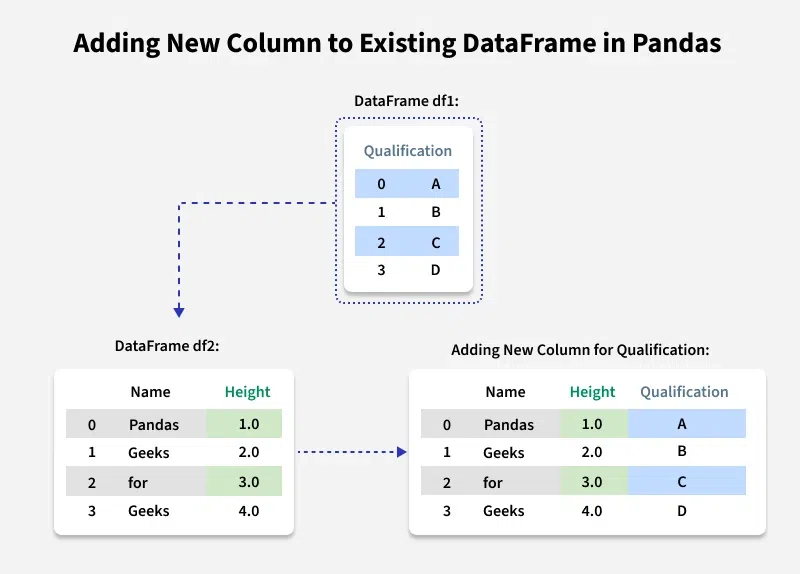 Adding New Column to Existing DataFrame in Pandas
DataFrame df1:
Qualification
0 A
1 B
2 C
3 D
DataFrame df2:
Name Height
0 Pandas 1.0
1 Geeks 2.0
2 for 3.0
3 Geeks 4.0
Adding New Column for Qualification:
Name Height Qualification
0 Pandas 1.0 A
1 Geeks 2.0 B
2 for 3.0 C
3 Geeks 4.0 D